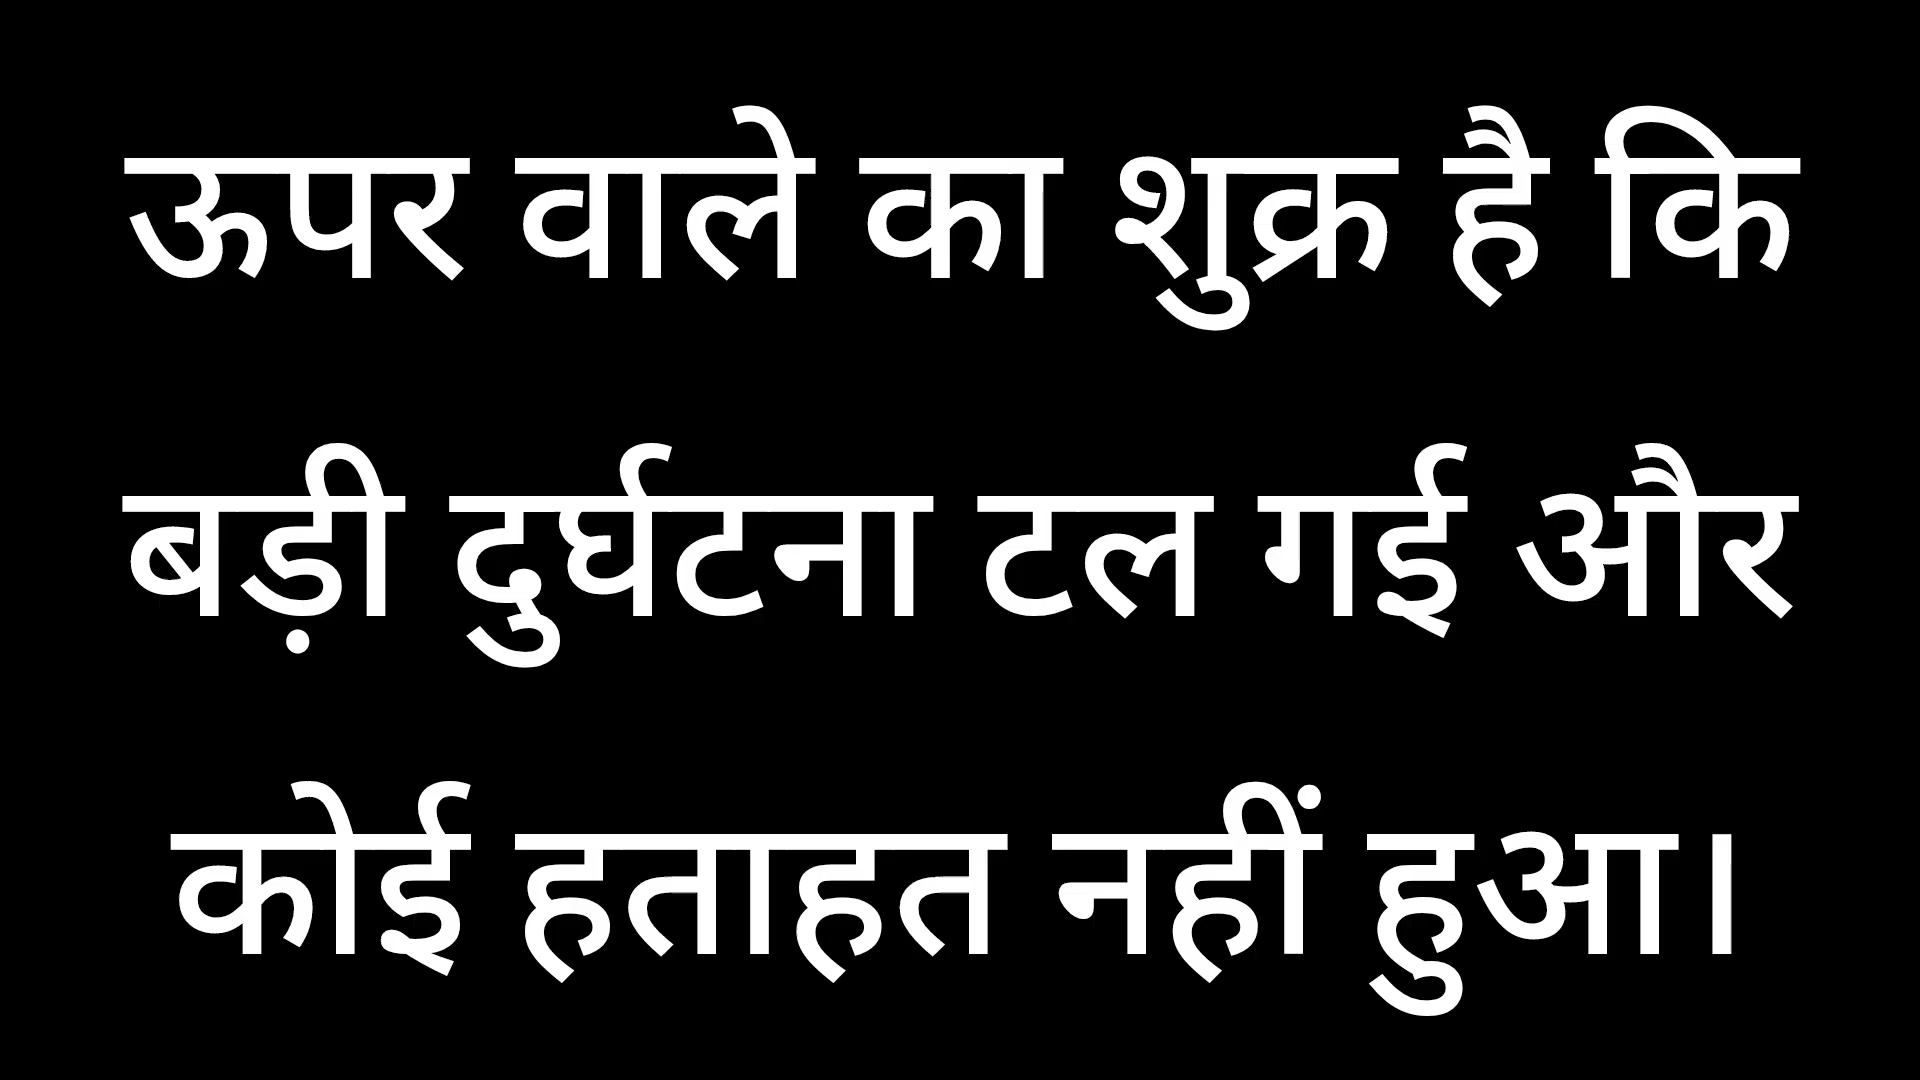 ऊपर वाले का शुक्र है कि
बड़ी दुर्घटना टल गई और
कोई हताहत नहीं हुआ।